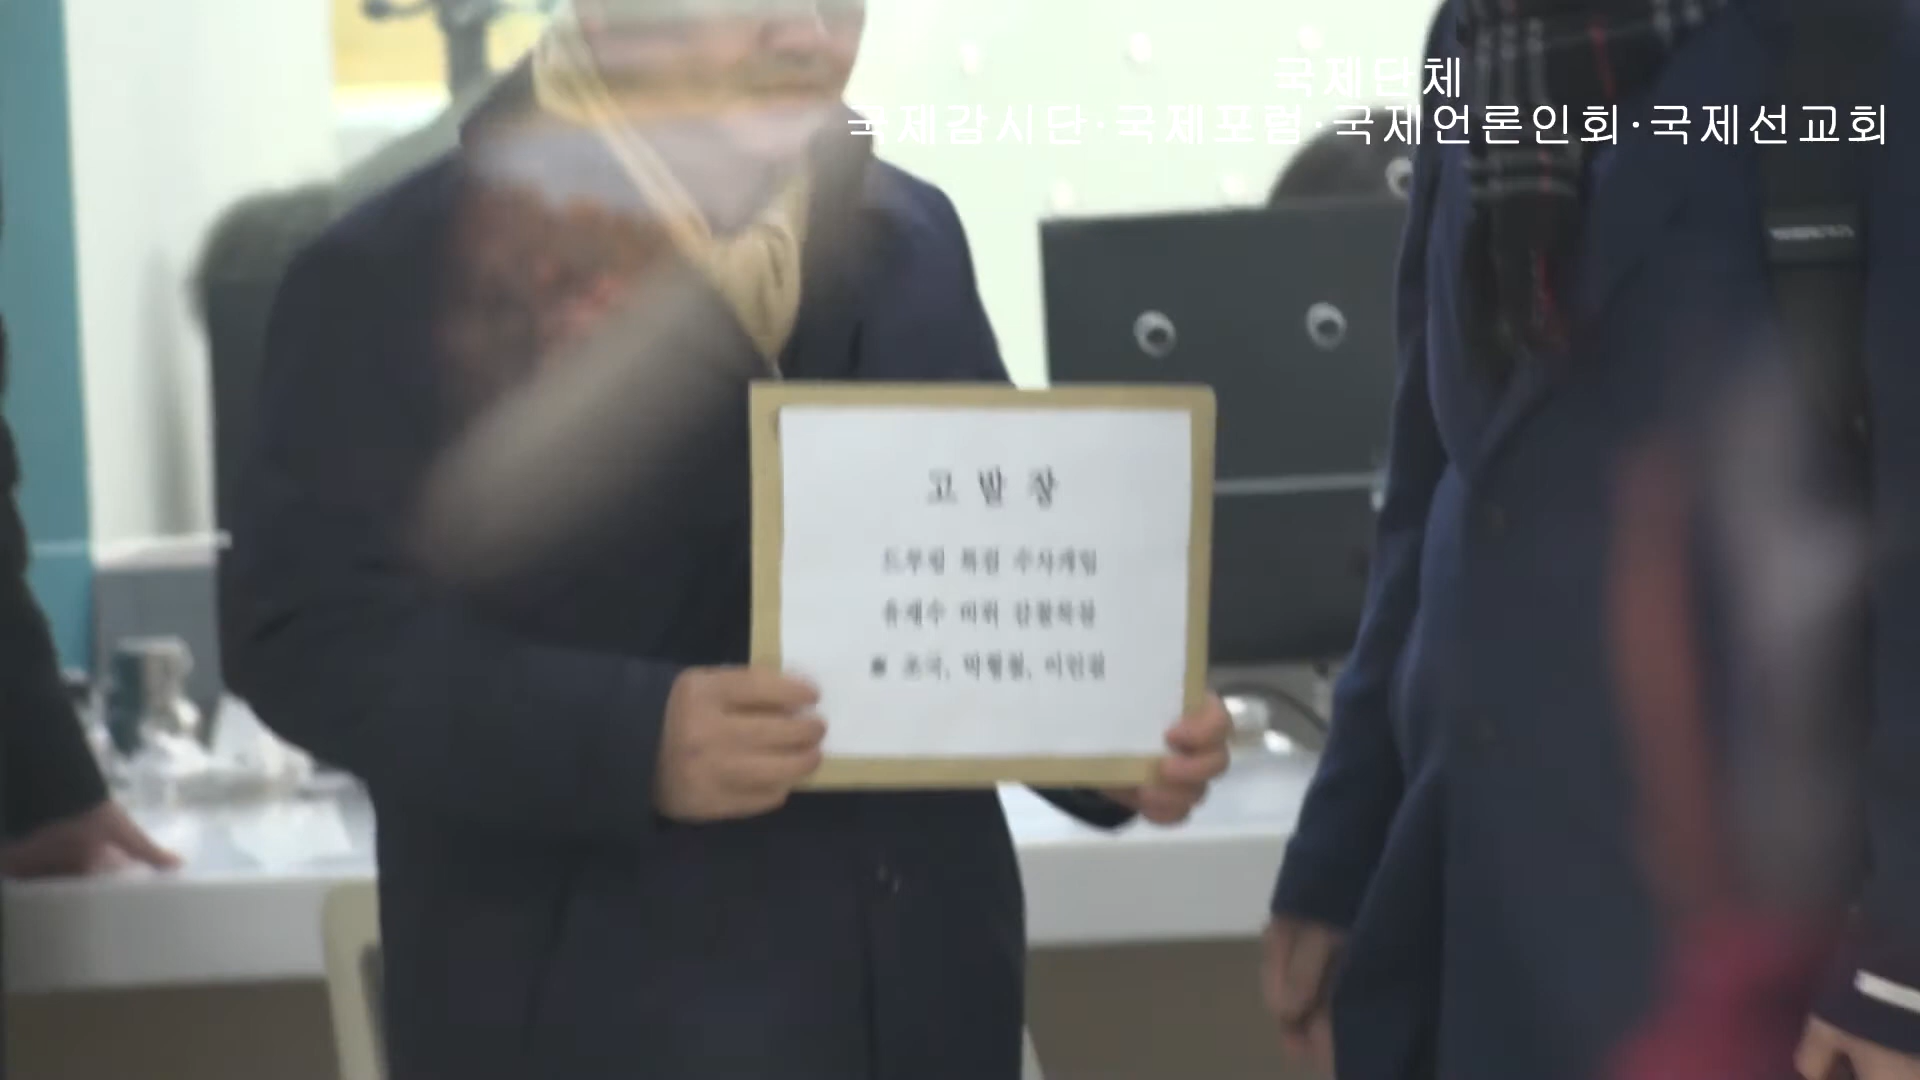 국제단체
국제감시단·국제포럼·국제언론인회·국제선교회
고 발 장
드루킹 특검 수사개입
유재수 비위 감찰확인
조국, 박형철, 이인걸